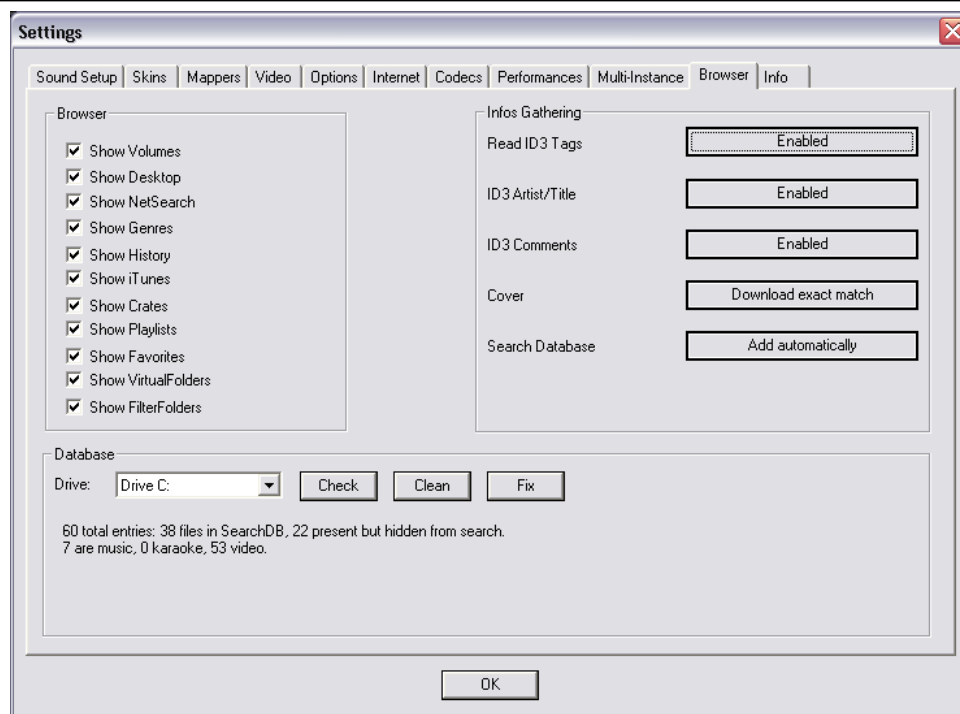 Settings
Sound Setup Skins Mappers Video Options Internet Codecs Performances Multi-Instance Browser Info
Browser
Show Volumes
Show Desktop
Show NetSearch
Show Genres
Show History
Show iTunes
Show Crates
Show Playlists
Show Favorites
Show VirtualFolders
Show FilterFolders
Infos Gathering
Read ID3 Tags Enabled
ID3 Artist/Title Enabled
ID3 Comments Enabled
Cover Download exact match
Search Database Add automatically
Database
Drive: Drive C: Check Clean Fix
60 total entries: 38 files in SearchDB, 22 present but hidden from search.
7 are music, 0 karaoke, 53 video.
OK